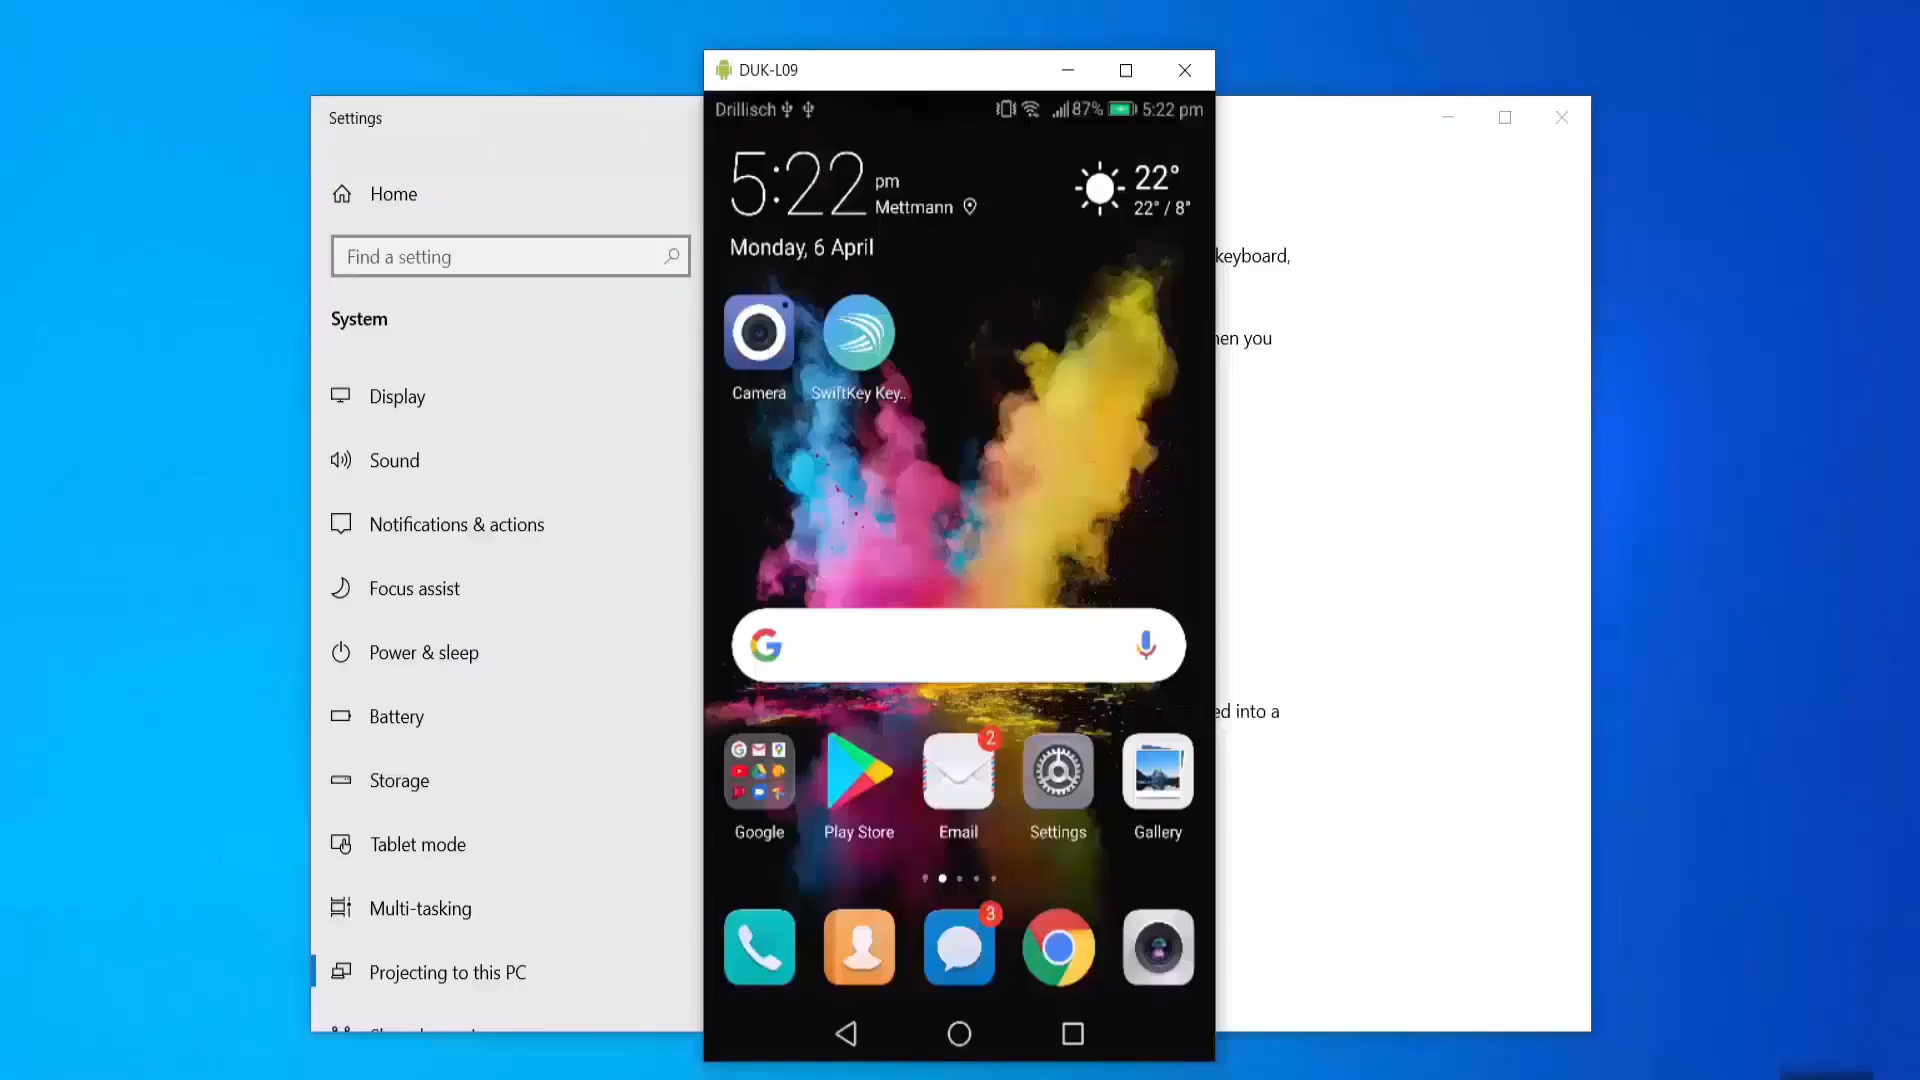 DUK-L09
Drillisch 87% 5:22 pm
Settings
5:22 pm
Mettmann
22°
22° / 8°
Monday, 6 April
Home
Find a setting
keyboard,
System
Camera
SwiftKey Key..
Display
Sound
Notifications & actions
Focus assist
Power & sleep
Battery
Storage
Tablet mode
Multi-tasking
Projecting to this PC
you
into a
2
Google
Play Store
Email
Settings
Gallery
3